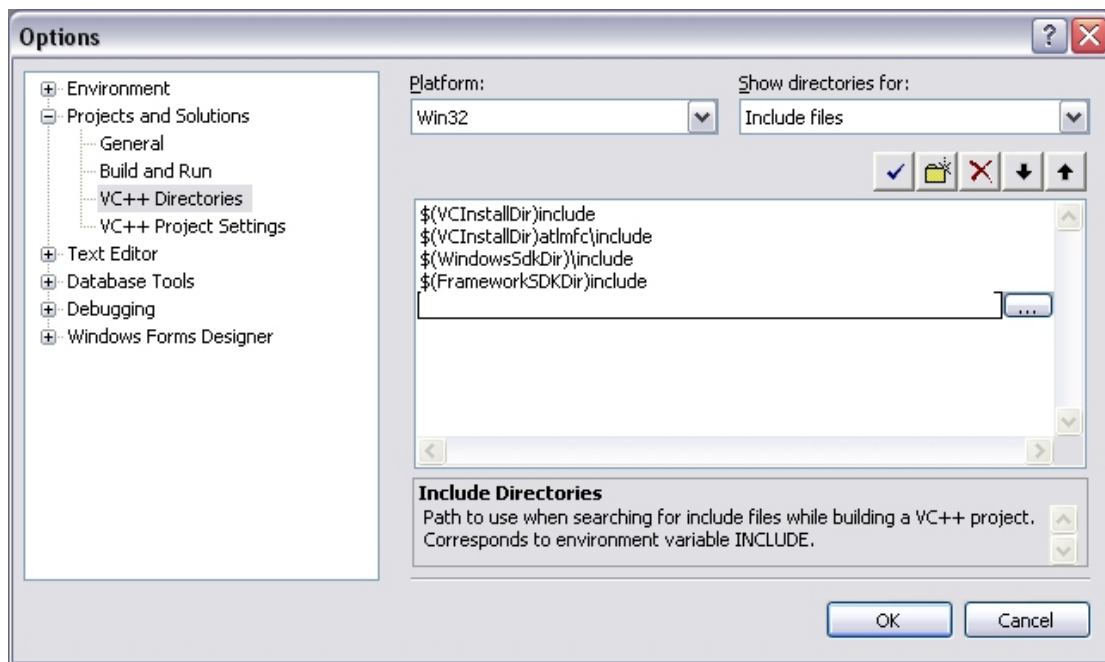 Options
Environment
Projects and Solutions
General
Build and Run
VC++ Directories
VC++ Project Settings
Text Editor
Database Tools
Debugging
Windows Forms Designer
Platform:
Win32
Show directories for:
Include files
$(VCInstallDir)include
$(VCInstallDir)atlmfc\include
$(WindowsSdkDir)\include
$(FrameworkSDKDir)include
...
Include Directories
Path to use when searching for include files while building a VC++ project.
Corresponds to environment variable INCLUDE.
OK
Cancel